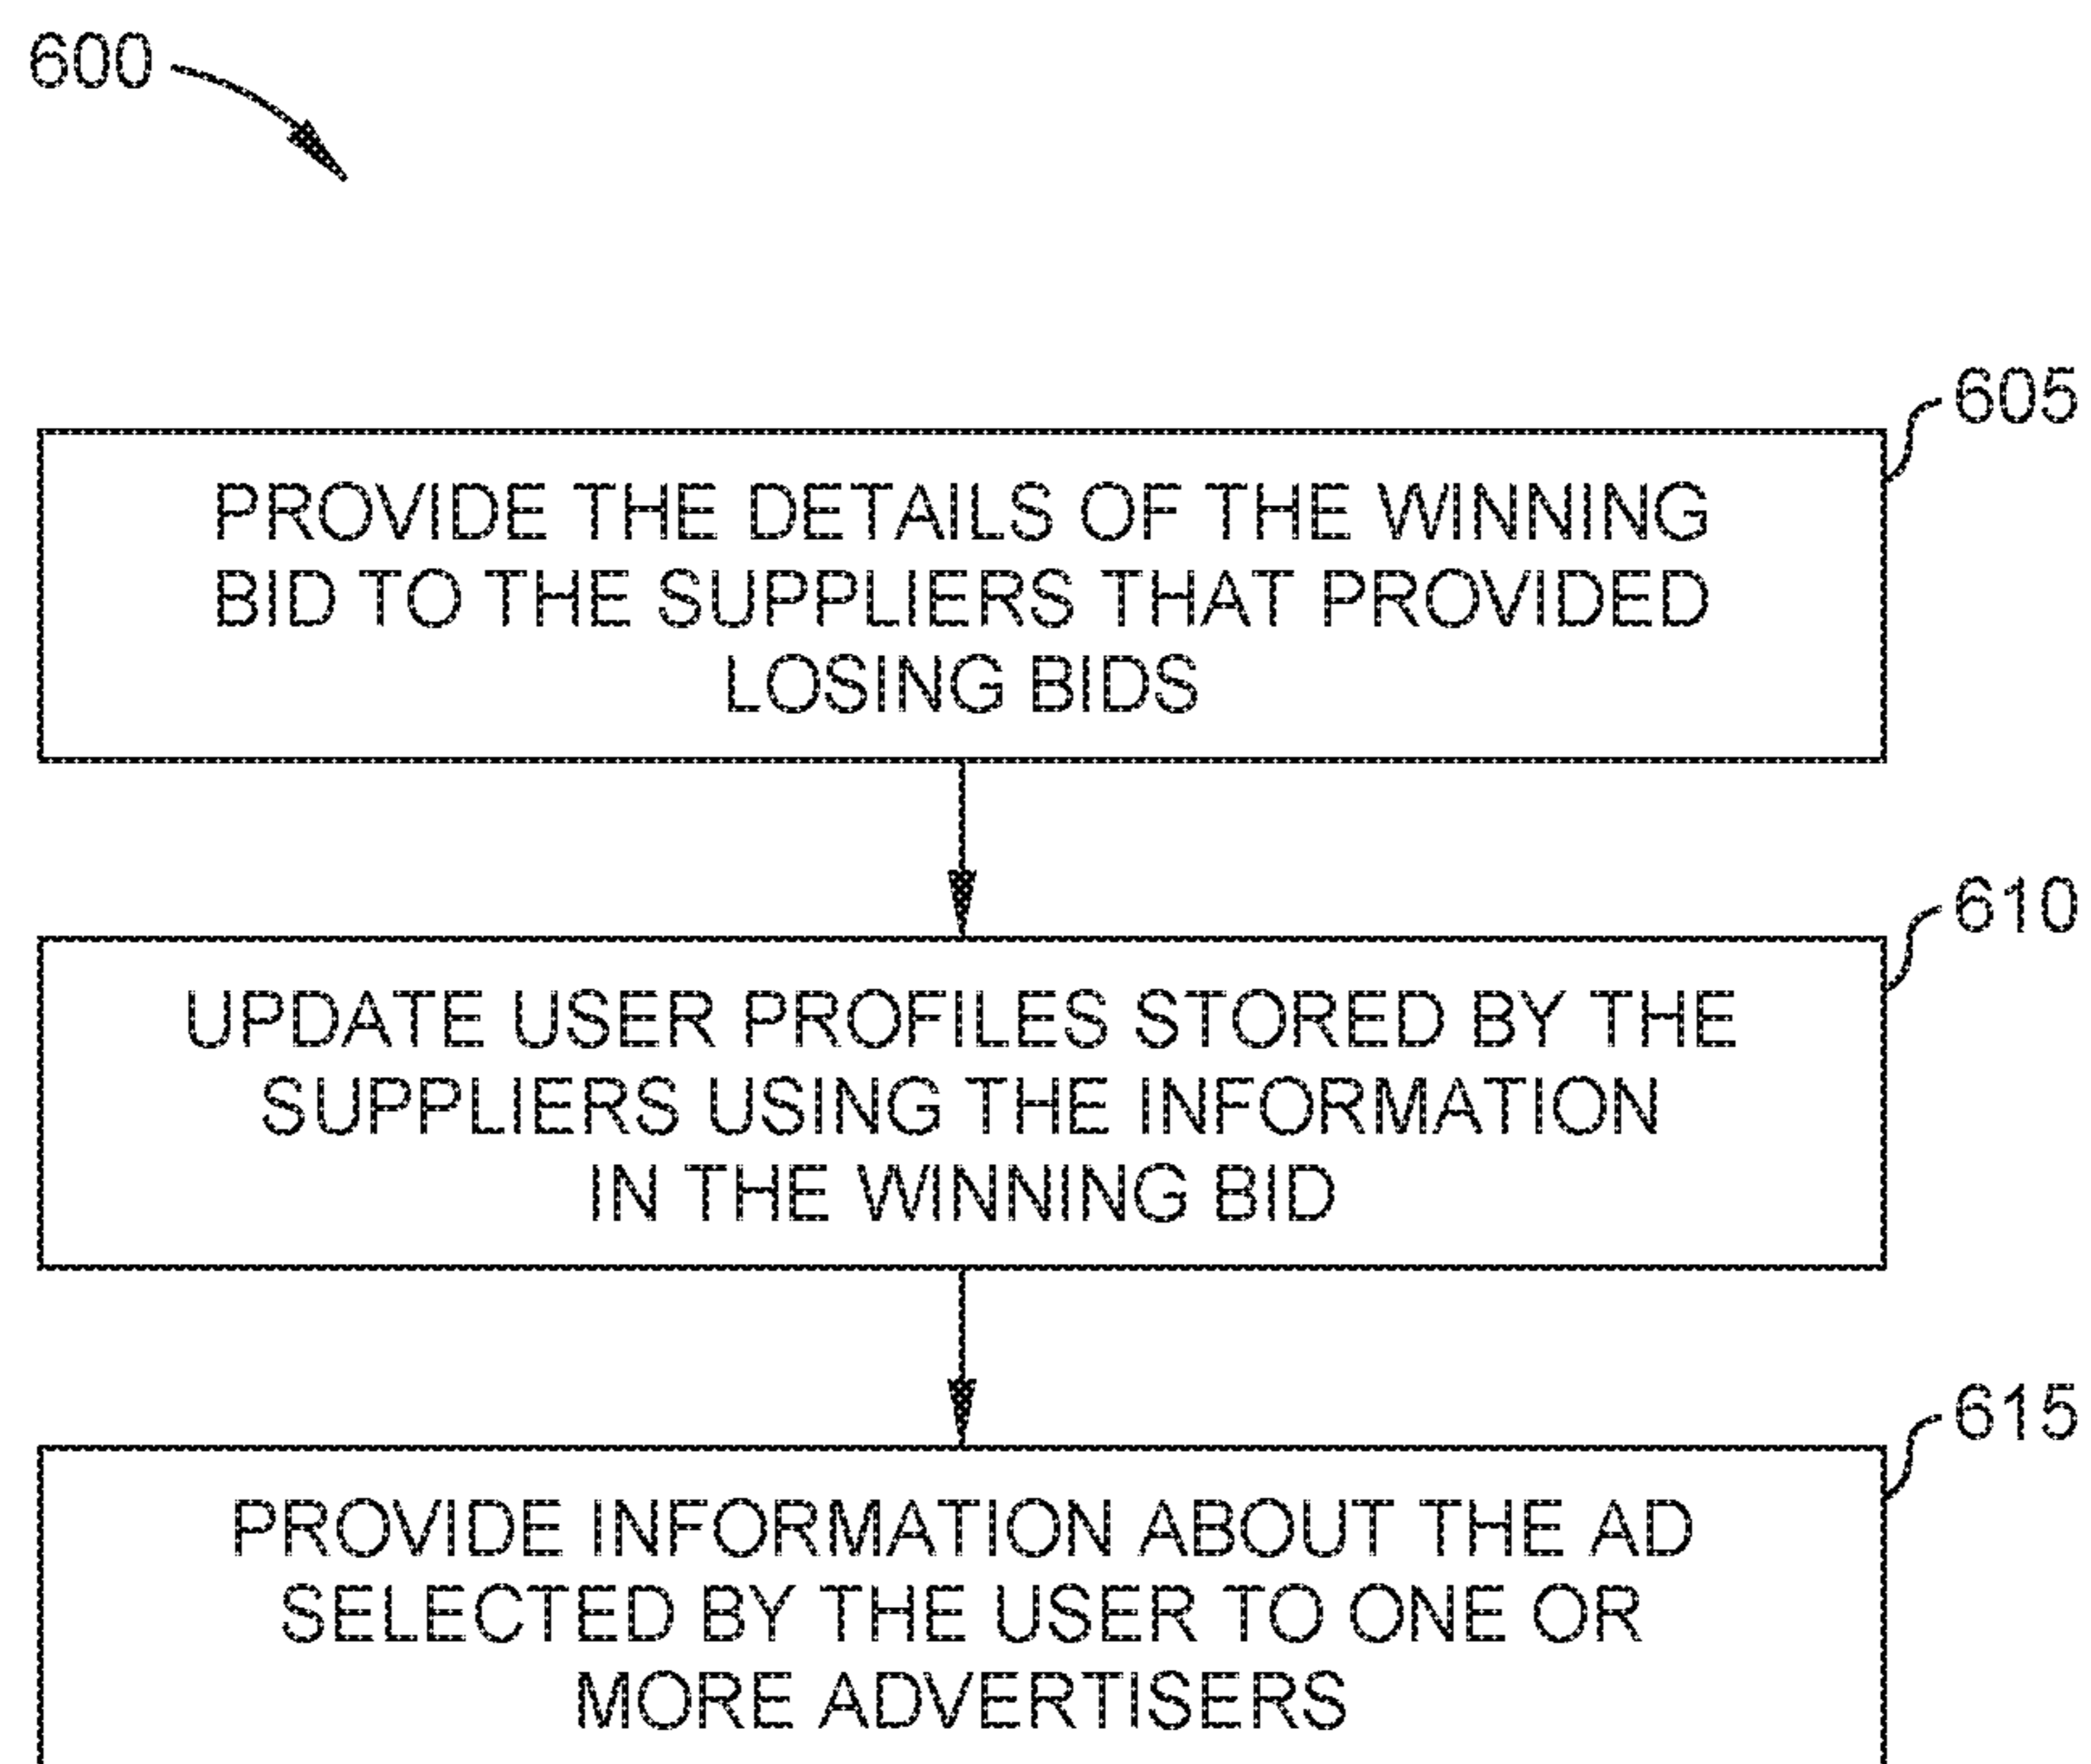 600
605
PROVIDE THE DETAILS OF THE WINNING
BID TO THE SUPPLIERS THAT PROVIDED
LOSING BIDS
610
UPDATE USER PROFILES STORED BY THE
SUPPLIERS USING THE INFORMATION
IN THE WINNING BID
615
PROVIDE INFORMATION ABOUT THE AD
SELECTED BY THE USER TO ONE OR
MORE ADVERTISERS